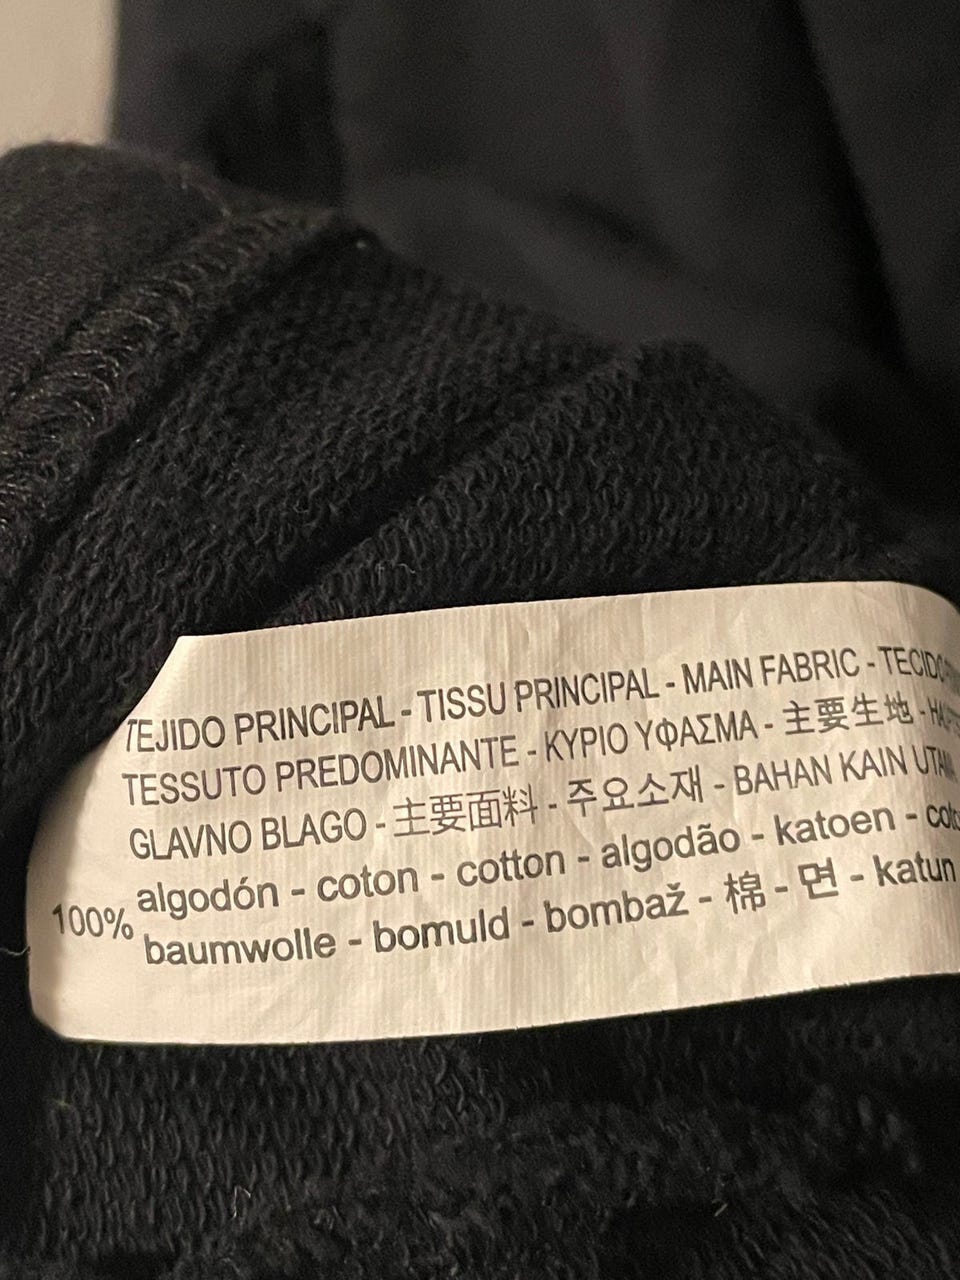 TEJIDO PRINCIPAL - TISSU PRINCIPAL - MAIN FABRIC -
TESSUTO PREDOMINANTE - ΚΥΡΙΟ ΥΦΑΣΜΑ - 主要生地 -
GLAVNO BLAGO - 主要面料 - 주요소재 - BAHAN KAIN UTAMA
algodón - coton - cotton - algodão - katoen -
100%
baumwolle - bomuld - bombaž - 棉 - 면 - katun